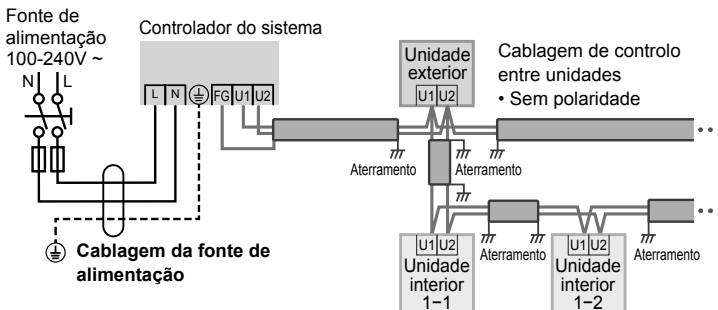 Fonte de
alimentação
100-240V ~
N L
Controlador do sistema
L N FG U1 U2
Unidade
exterior
U1 U2
Cablagem de controlo
entre unidades
• Sem polaridade
Aterramento
Aterramento
Aterramento
Cablagem da fonte de
alimentação
U1 U2
Unidade
interior
1−1
Aterramento
U1 U2
Unidade
interior
1−2
Aterramento